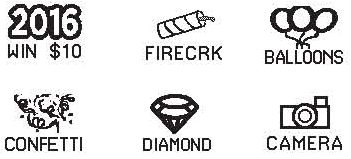 2016
WIN $10
FIRECRK
BALLOONS
CONFETTI
DIAMOND
CAMERA